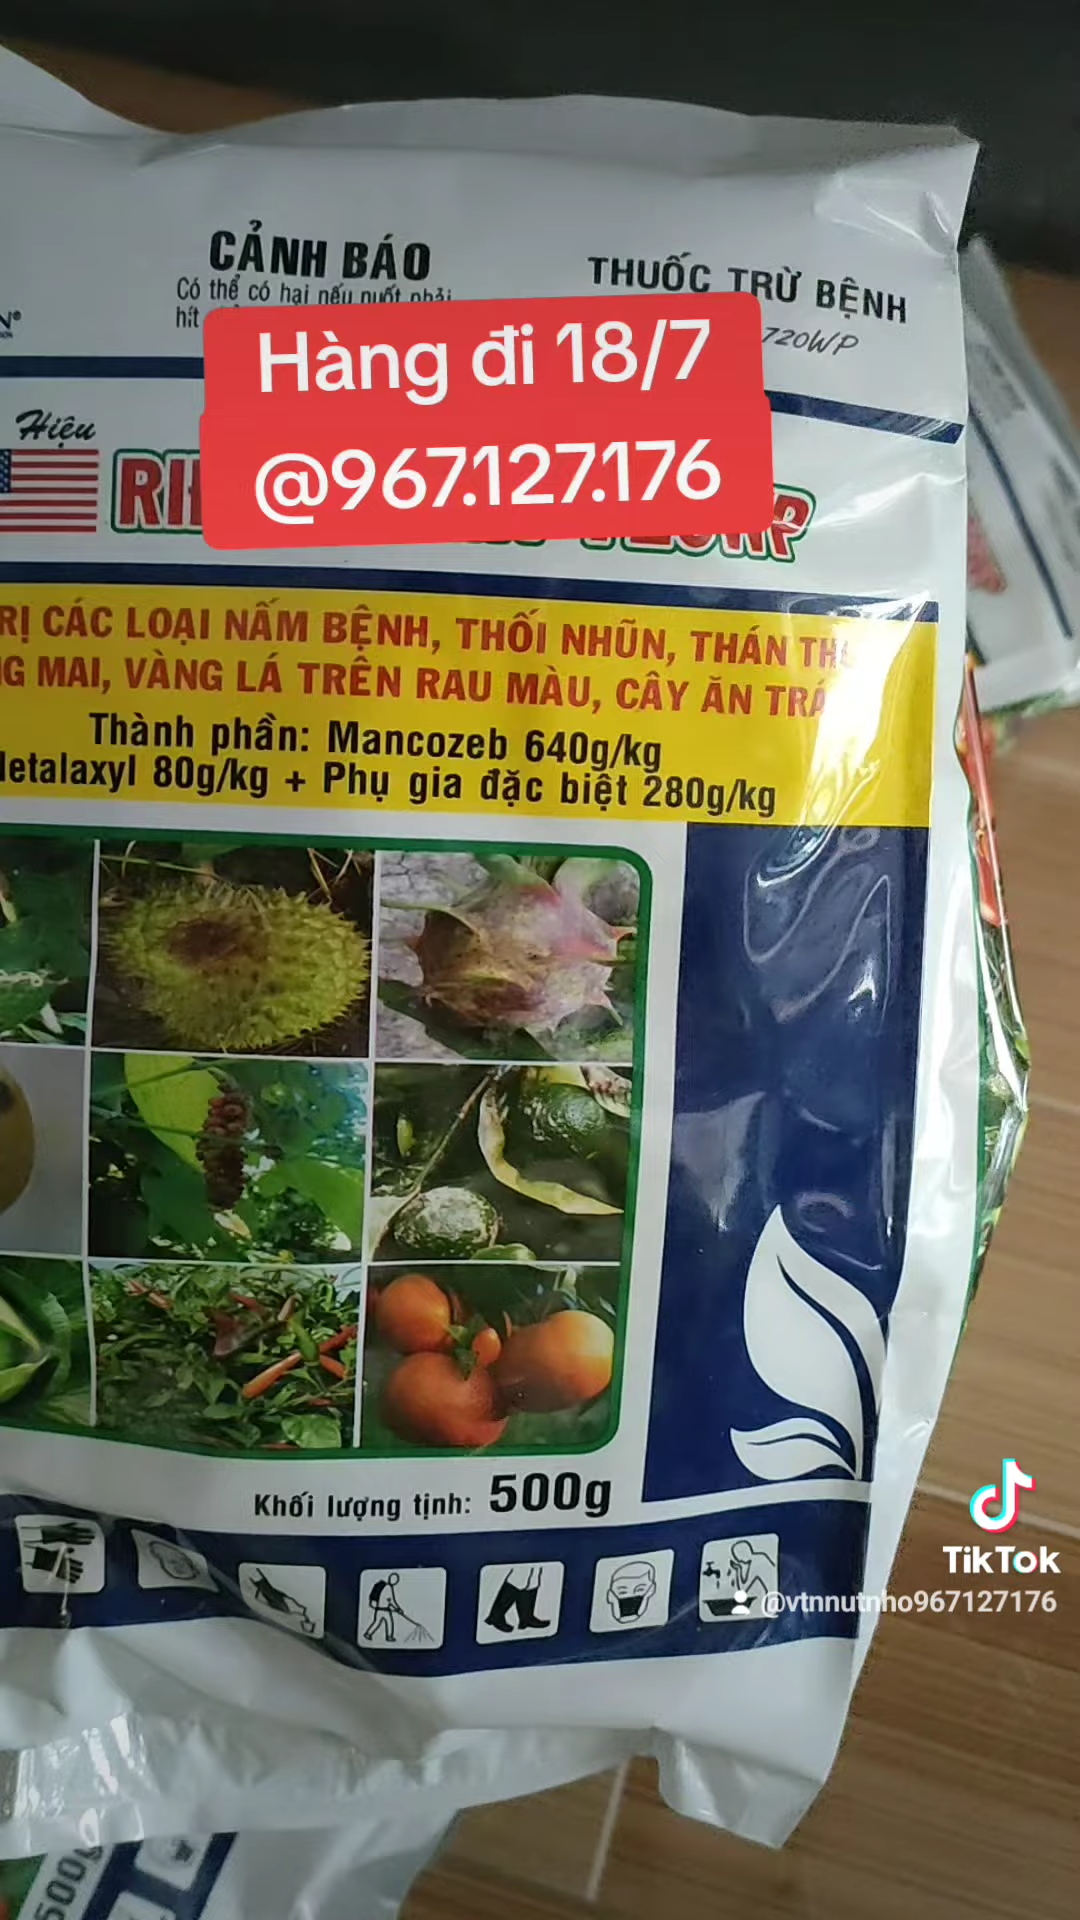 CẢNH BÁO
Có thể có hại nếu nuốt phải
hít
THUỐC TRỪ BỆNH
720WP
N®
Hàng đi 18/7
@967.127.176
Hiệu
RỊ CÁC LOẠI NẤM BỆNH, THỐI NHŨN, THÁN TH
G MAI, VÀNG LÁ TRÊN RAU MÀU, CÂY ĂN TRÁ
Thành phần: Mancozeb 640g/kg
etalaxyl 80g/kg + Phụ gia đặc biệt 280g/kg
Khối lượng tịnh: 500g
TikTok
@vtnnutnho967127176
500g